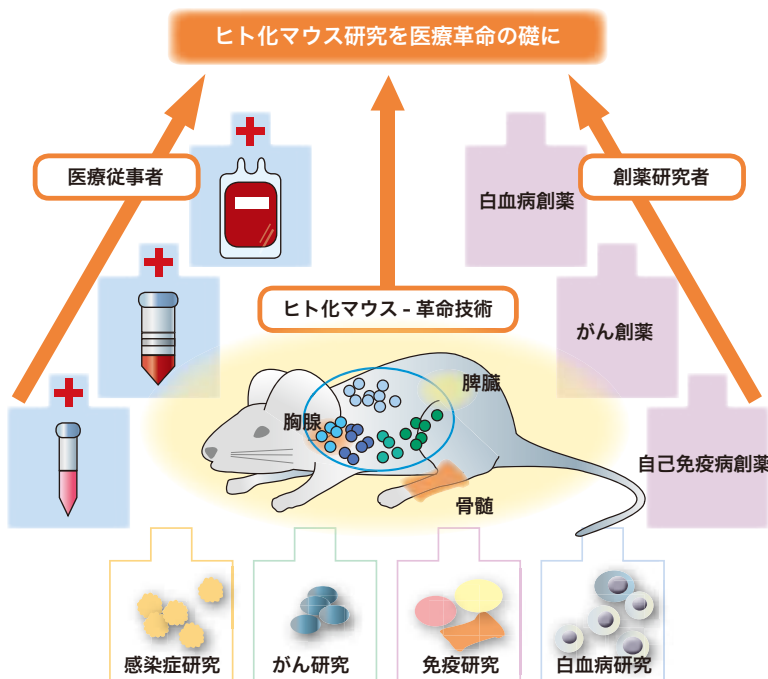 ヒト化マウス研究を医療革命の礎に
医療従事者
創薬研究者
白血病創薬
ヒト化マウス - 革命技術
がん創薬
脾臓
胸腺
自己免疫病創薬
骨髄
感染症研究
がん研究
免疫研究
白血病研究